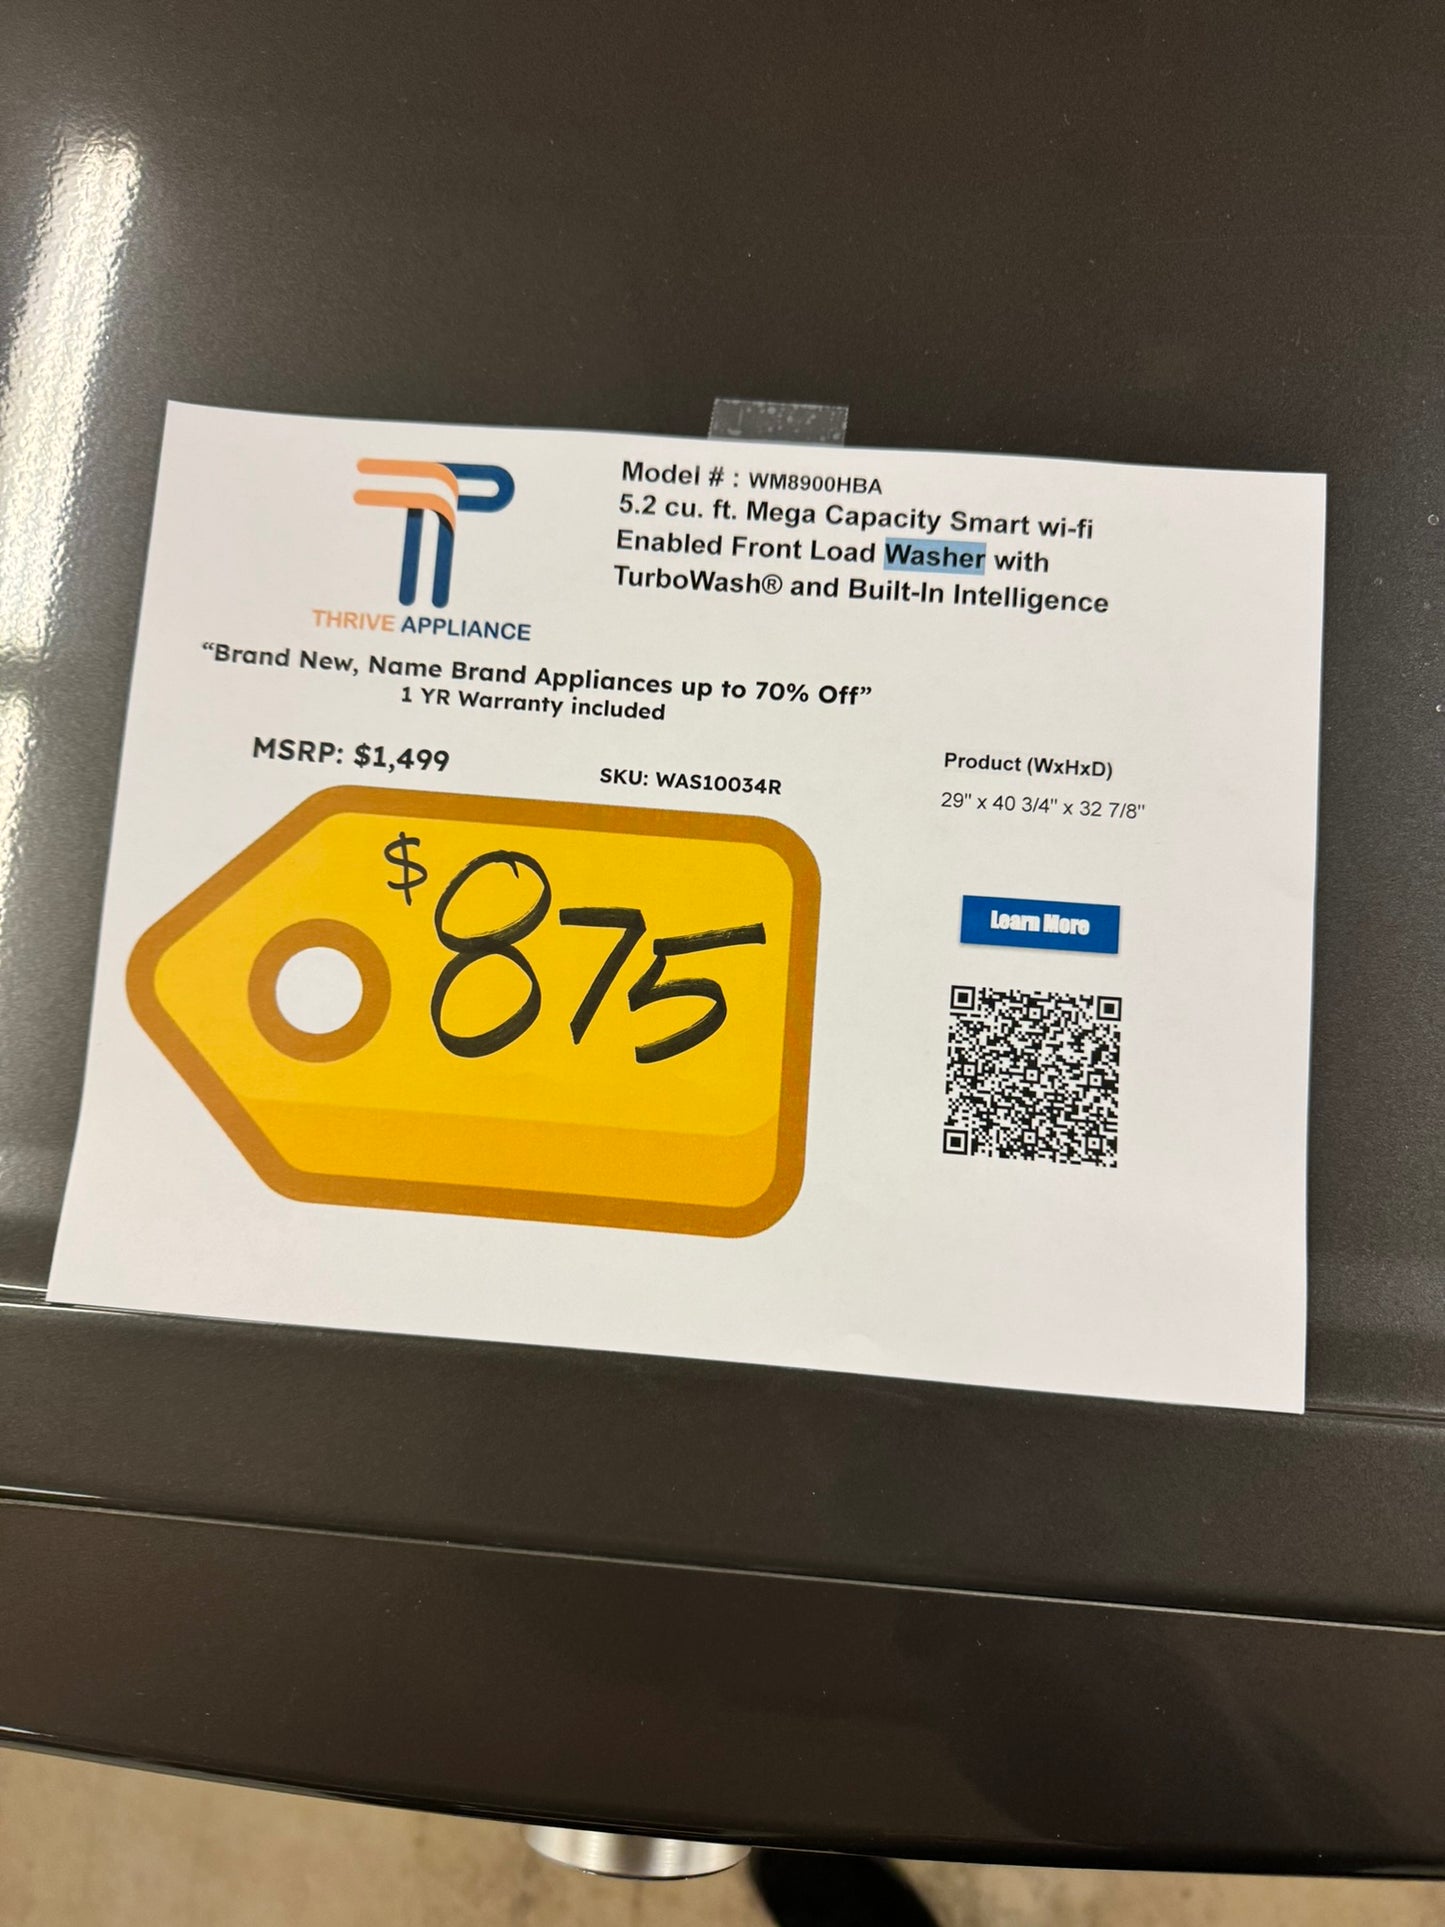 THRIVE APPLIANCE
Model # : WM8900HBA
5.2 cu. ft. Mega Capacity Smart wi-fi
Enabled Front Load Washer with
TurboWash® and Built-In Intelligence
“Brand New, Name Brand Appliances up to 70% Off”
1 YR Warranty included
MSRP: $1,499
SKU: WAS10034R
$875
Product (WxHxD)
29" x 40 3/4" x 32 7/8"
Learn More